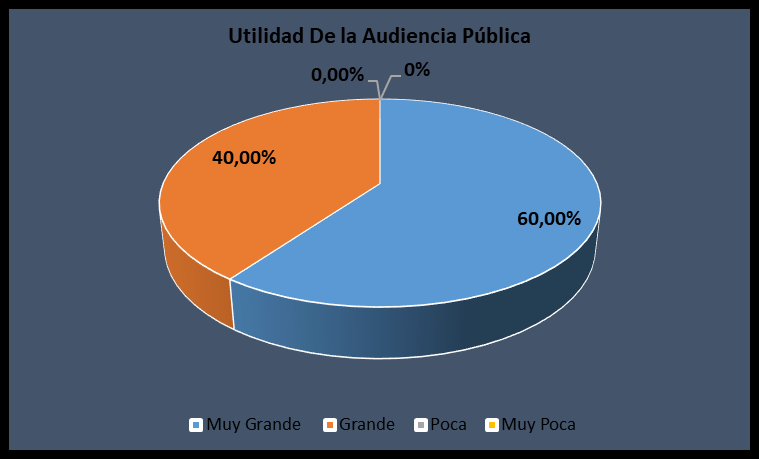 Utilidad De la Audiencia Pública
0,00%
0%
40,00%
60,00%
Muy Grande
Grande
Poca
Muy Poca